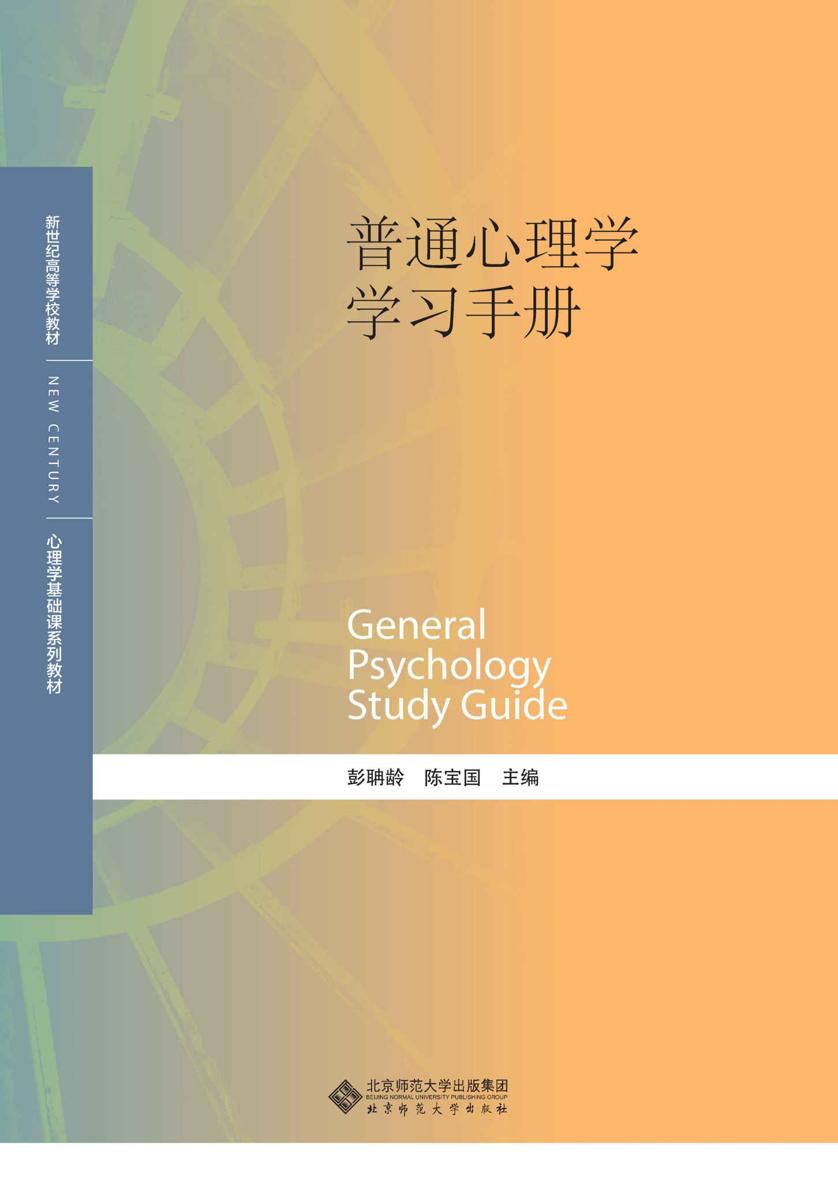 普通心理学
学习手册
新世纪高等学校教材
NEW CENTURY
心理学基础课系列教材
General
Psychology
Study Guide
彭聃龄 陈宝国 主编
北京师范大学出版集团
BEIJING NORMAL UNIVERSITY PUBLISHING GROUP
北京师范大学出版社